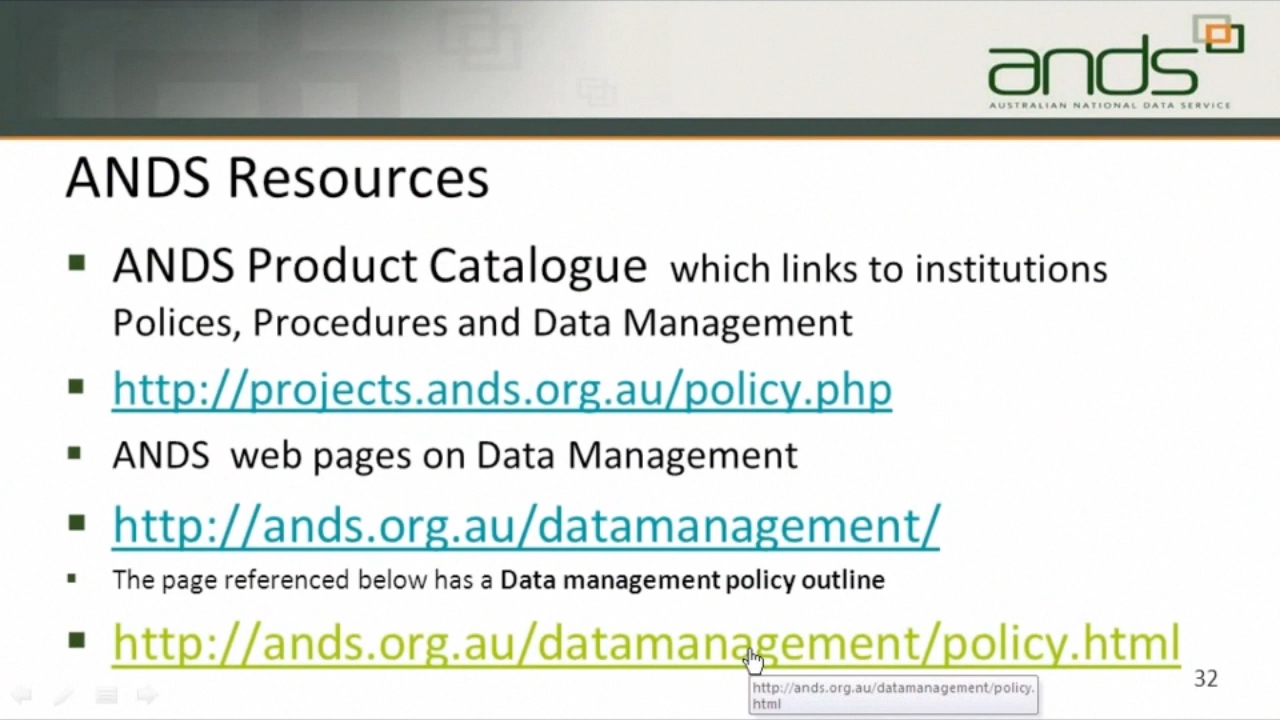 ands
AUSTRALIAN NATIONAL DATA SERVICE
ANDS Resources
ANDS Product Catalogue which links to institutions
Polices, Procedures and Data Management
http://projects.ands.org.au/policy.php
ANDS web pages on Data Management
http://ands.org.au/datamanagement/
The page referenced below has a Data management policy outline
http://ands.org.au/datamanagement/policy.html
32
http://ands.org.au/datamanagement/policy.
html